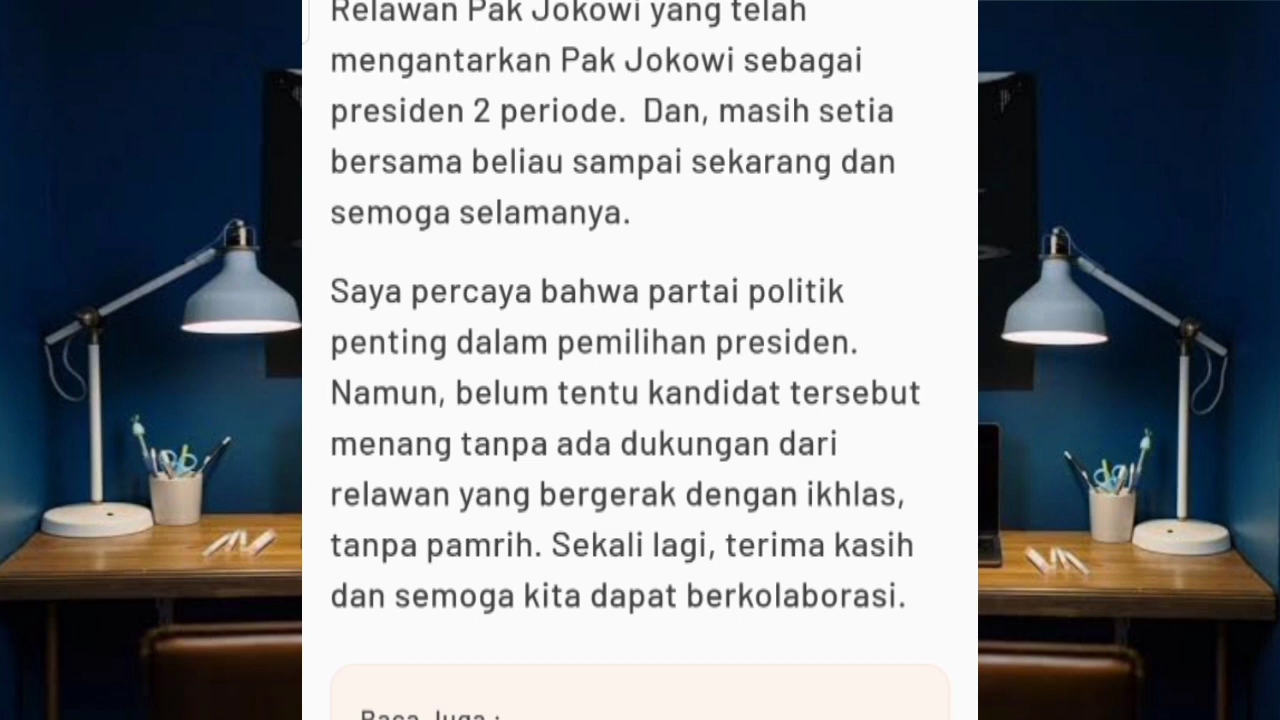 Relawan Pak Jokowi yang telah
mengantarkan Pak Jokowi sebagai
presiden 2 periode.  Dan, masih setia
bersama beliau sampai sekarang dan
semoga selamanya.
Saya percaya bahwa partai politik
penting dalam pemilihan presiden.
Namun, belum tentu kandidat tersebut
menang tanpa ada dukungan dari
relawan yang bergerak dengan ikhlas,
tanpa pamrih. Sekali lagi, terima kasih
dan semoga kita dapat berkolaborasi.
Baca Juga :